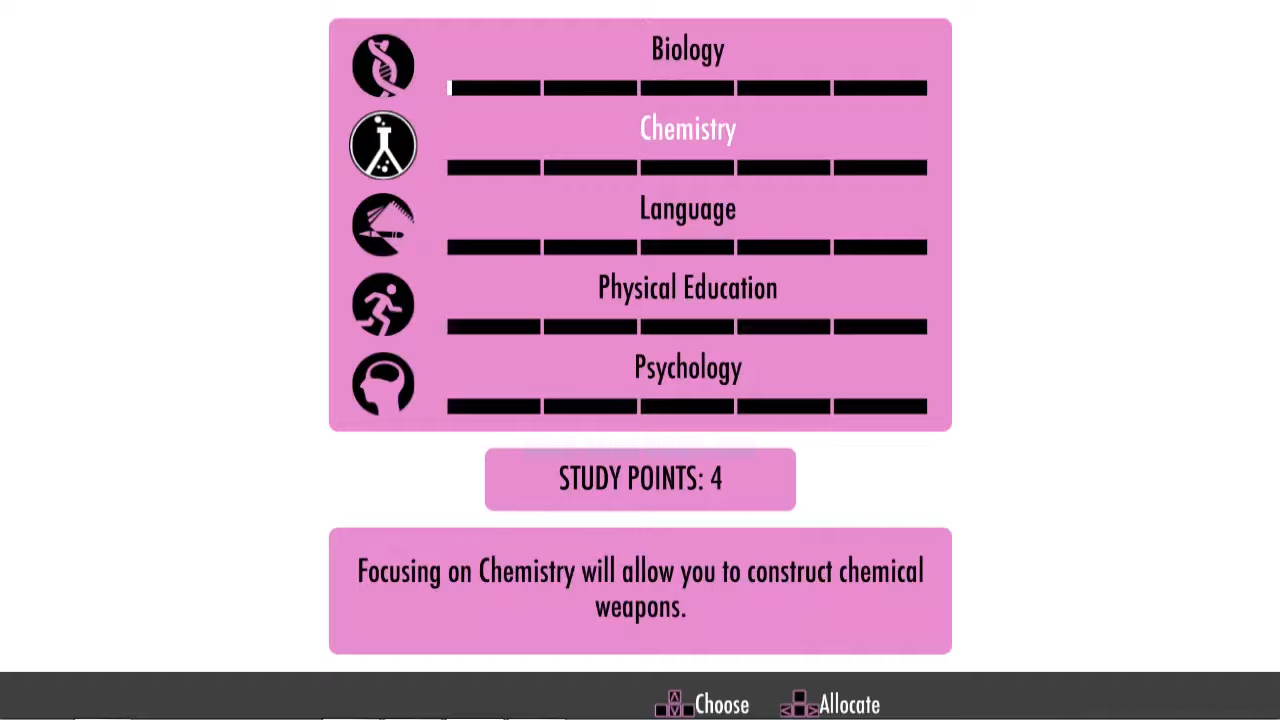 Biology
Chemistry
Language
Physical Education
Psychology
STUDY POINTS: 4
Focusing on Chemistry will allow you to construct chemical
weapons.
Choose Allocate